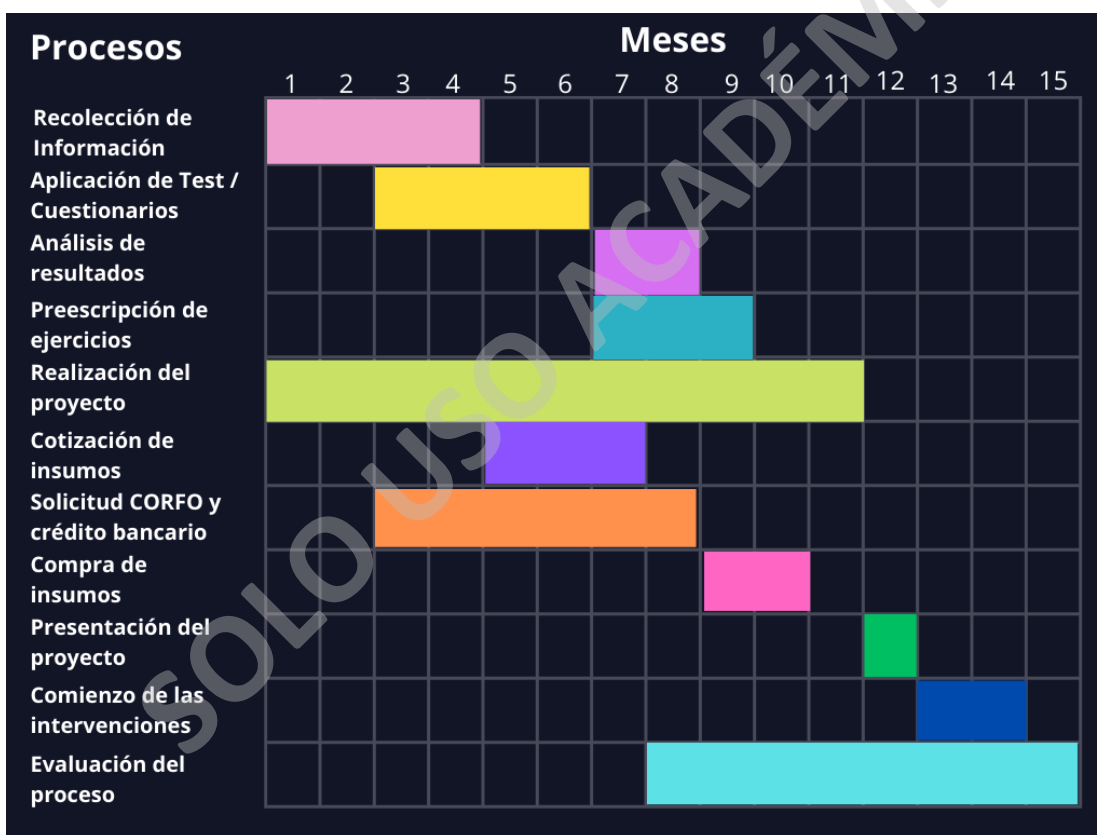 Procesos
Meses
1 2 3 4 5 6 7 8 9 10 11 12 13 14 15
Recolección de
Información
Aplicación de Test /
Cuestionarios
Análisis de
resultados
Preescripción de
ejercicios
Realización del
proyecto
Cotización de
insumos
Solicitud CORFO y
crédito bancario
Compra de
insumos
Presentación del
proyecto
Comienzo de las
intervenciones
Evaluación del
proceso
SOLO USO